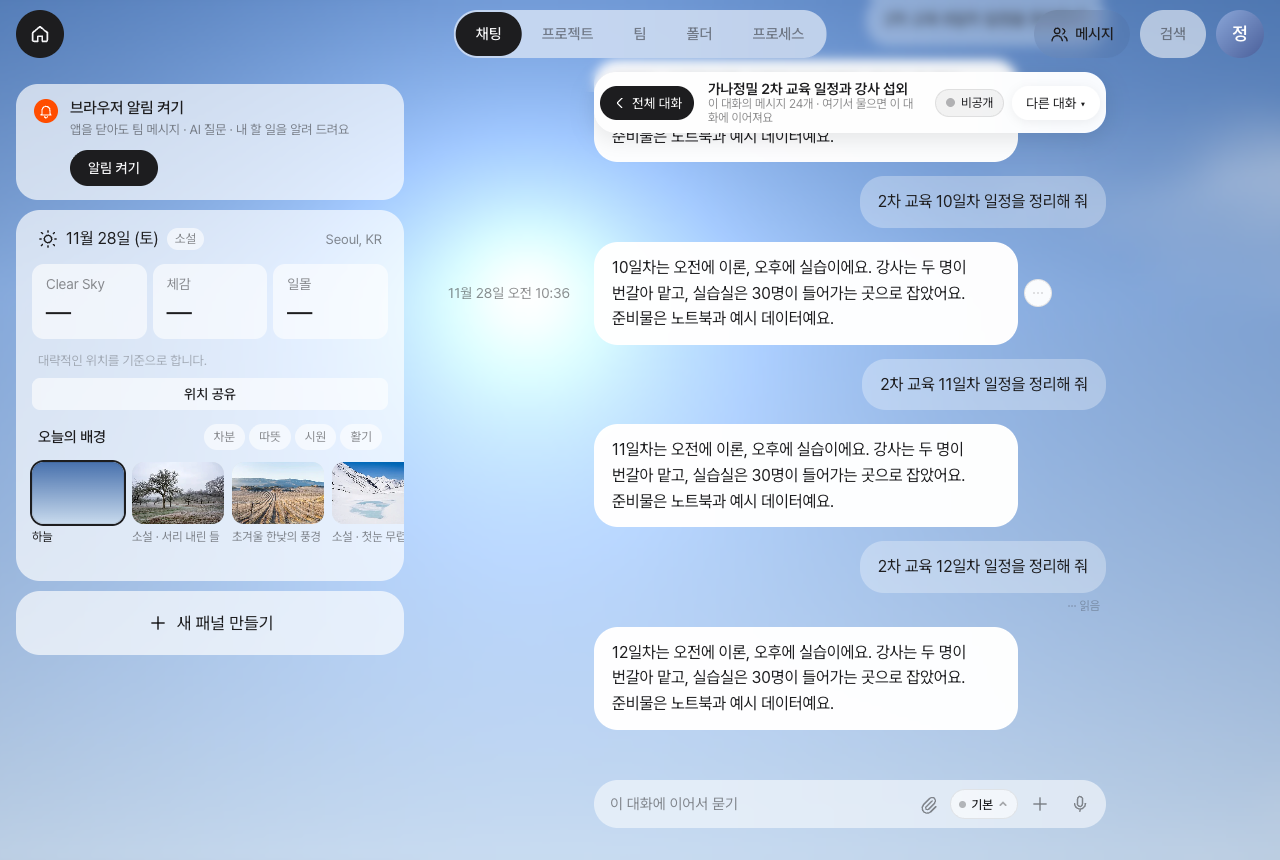 채팅
프로젝트
팀
폴더
프로세스
메시지
검색
정
브라우저 알림 켜기
앱을 닫아도 팀 메시지 · AI 질문 · 내 할 일을 알려 드려요
알림 켜기
11월 28일 (토)
소설
Seoul, KR
Clear Sky
—
체감
—
일몰
—
대략적인 위치를 기준으로 합니다.
위치 공유
오늘의 배경
차분
따뜻
시원
활기
하늘
소설 · 서리 내린 들
초겨울 한낮의 풍경
소설 · 첫눈 무렵
새 패널 만들기
전체 대화
가나정밀 2차 교육 일정과 강사 섭외
이 대화의 메시지 24개 · 여기서 물으면 이 대
화에 이어져요
비공개
다른 대화
준비물은 노트북과 예시 데이터예요.
2차 교육 10일차 일정을 정리해 줘
11월 28일 오전 10:36
10일차는 오전에 이론, 오후에 실습이에요. 강사는 두 명이
번갈아 맡고, 실습실은 30명이 들어가는 곳으로 잡았어요.
준비물은 노트북과 예시 데이터예요.
2차 교육 11일차 일정을 정리해 줘
11일차는 오전에 이론, 오후에 실습이에요. 강사는 두 명이
번갈아 맡고, 실습실은 30명이 들어가는 곳으로 잡았어요.
준비물은 노트북과 예시 데이터예요.
2차 교육 12일차 일정을 정리해 줘
··· 읽음
12일차는 오전에 이론, 오후에 실습이에요. 강사는 두 명이
번갈아 맡고, 실습실은 30명이 들어가는 곳으로 잡았어요.
준비물은 노트북과 예시 데이터예요.
이 대화에 이어서 묻기
기본